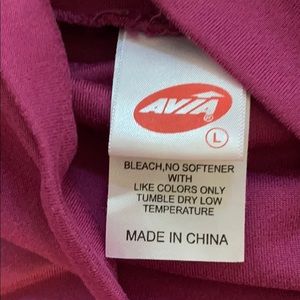 AVIA
L
BLEACH,NO SOFTENER
WITH
LIKE COLORS ONLY
TUMBLE DRY LOW
TEMPERATURE
MADE IN CHINA